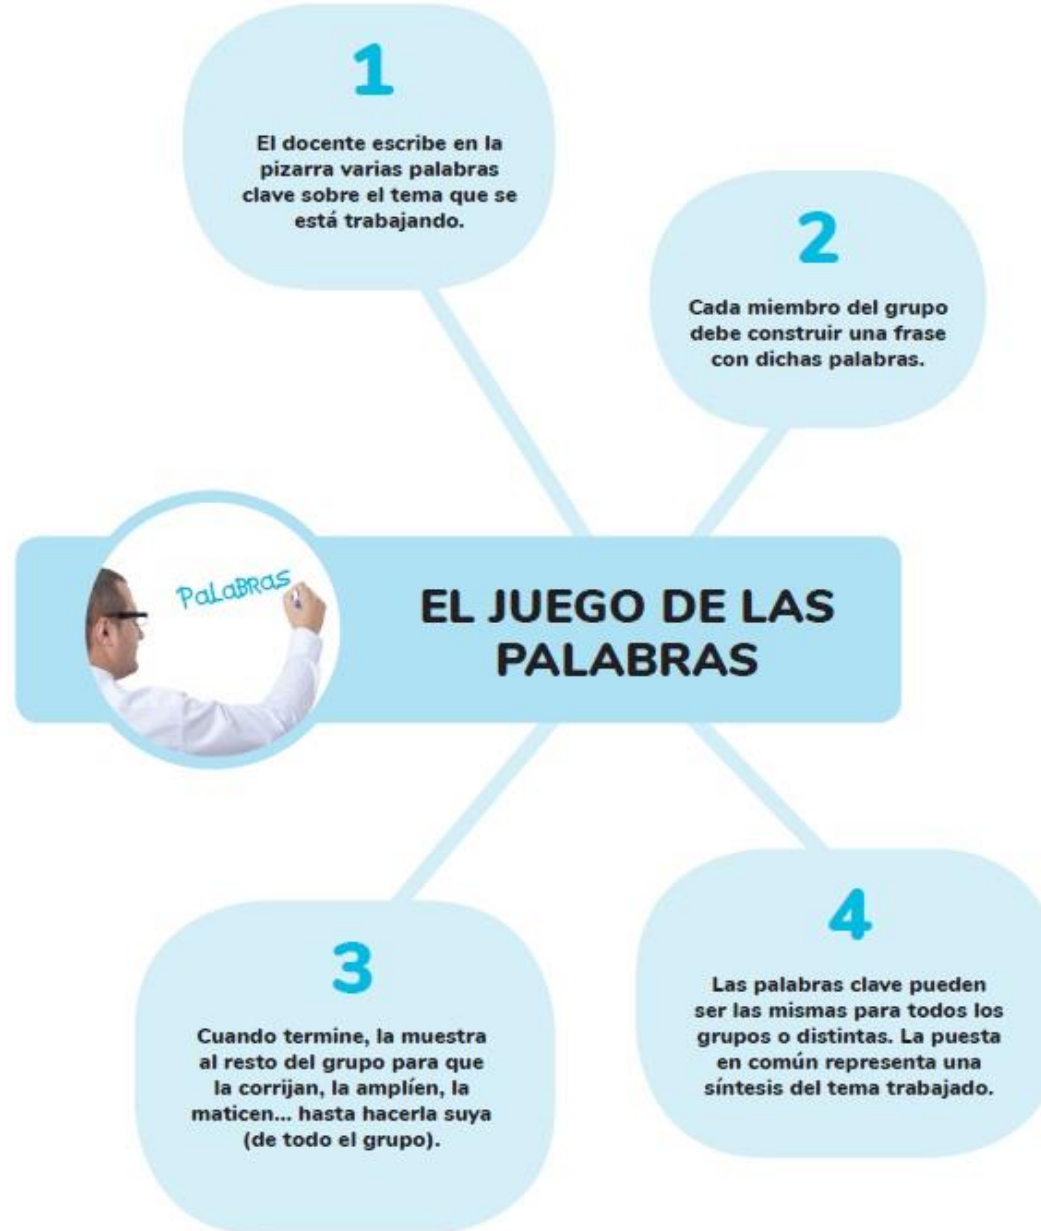 1
El docente escribe en la
pizarra varias palabras
clave sobre el tema que se
está trabajando.
2
Cada miembro del grupo
debe construir una frase
con dichas palabras.
PaLaBRas
EL JUEGO DE LAS
PALABRAS
3
Cuando termine, la muestra
al resto del grupo para que
la corrijan, la amplíen, la
maticen... hasta hacerla suya
(de todo el grupo).
4
Las palabras clave pueden
ser las mismas para todos los
grupos o distintas. La puesta
en común representa una
síntesis del tema trabajado.